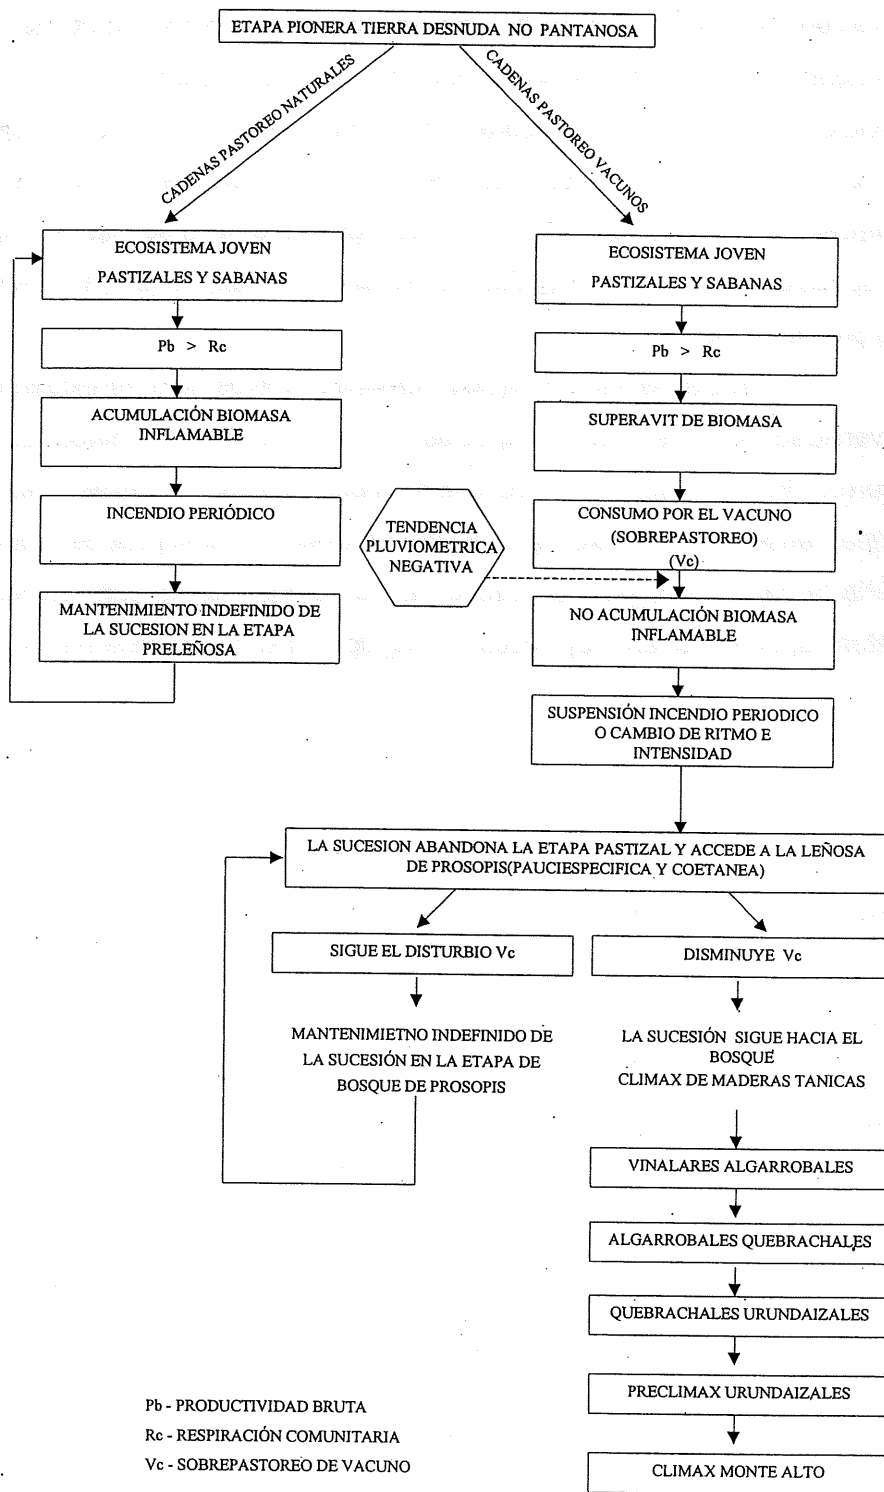 ETAPA PIONERA TIERRA DESNUDA NO PANTANOSA
CADENAS PASTOREO NATURALES
CADENAS PASTOREO VACUNOS
ECOSISTEMA JOVEN
PASTIZALES Y SABANAS
Pb > Rc
ACUMULACIÓN BIOMASA
INFLAMABLE
INCENDIO PERIÓDICO
MANTENIMIENTO INDEFINIDO DE
LA SUCESION EN LA ETAPA
PRELEÑOSA
ECOSISTEMA JOVEN
PASTIZALES Y SABANAS
Pb > Rc
SUPERAVIT DE BIOMASA
CONSUMO POR EL VACUNO
(SOBREPASTOREO)
(Vc)
TENDENCIA
PLUVIOMETRICA
NEGATIVA
NO ACUMULACIÓN BIOMASA
INFLAMABLE
SUSPENSIÓN INCENDIO PERIODICO
O CAMBIO DE RITMO E
INTENSIDAD
LA SUCESION ABANDONA LA ETAPA PASTIZAL Y ACCEDE A LA LEÑOSA
DE PROSOPIS(PAUCIESPECIFICA Y COETANEA)
SIGUE EL DISTURBIO Vc
MANTENIMIETNO INDEFINIDO DE
LA SUCESIÓN EN LA ETAPA DE
BOSQUE DE PROSOPIS
DISMINUYE Vc
LA SUCESIÓN SIGUE HACIA EL
BOSQUE
CLIMAX DE MADERAS TANICAS
VINALARES ALGARROBALES
ALGARROBALES QUEBRACHALES
QUEBRACHALES URUNDAIZALES
PRECLIMAX URUNDAIZALES
CLIMAX MONTE ALTO
Pb - PRODUCTIVIDAD BRUTA
Rc - RESPIRACIÓN COMUNITARIA
Vc - SOBREPASTOREO DE VACUNO